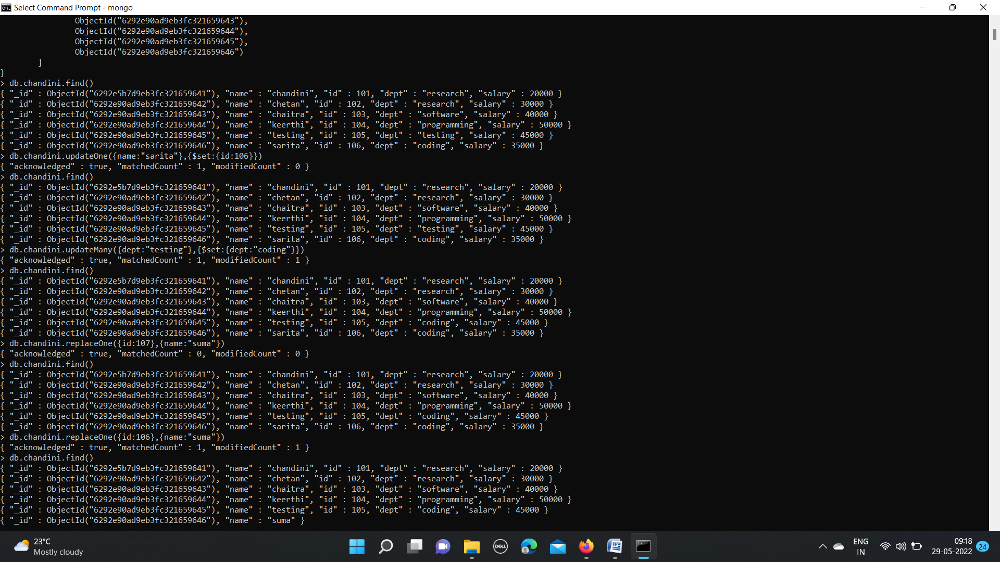 Select Command Prompt - mongo
ObjectId("6292e90ad9eb3fc321659643"),
ObjectId("6292e90ad9eb3fc321659644"),
ObjectId("6292e90ad9eb3fc321659645"),
ObjectId("6292e90ad9eb3fc321659646")
]
}
> db.chandini.find()
{ "_id" : ObjectId("6292e5b7d9eb3fc321659641"), "name" : "chandini", "id" : 101, "dept" : "research", "salary" : 20000 }
{ "_id" : ObjectId("6292e90ad9eb3fc321659642"), "name" : "chetan", "id" : 102, "dept" : "research", "salary" : 30000 }
{ "_id" : ObjectId("6292e90ad9eb3fc321659643"), "name" : "chaitra", "id" : 103, "dept" : "software", "salary" : 40000 }
{ "_id" : ObjectId("6292e90ad9eb3fc321659644"), "name" : "keerthi", "id" : 104, "dept" : "programming", "salary" : 50000 }
{ "_id" : ObjectId("6292e90ad9eb3fc321659645"), "name" : "testing", "id" : 105, "dept" : "testing", "salary" : 45000 }
{ "_id" : ObjectId("6292e90ad9eb3fc321659646"), "name" : "sarita", "id" : 106, "dept" : "coding", "salary" : 35000 }
> db.chandini.updateOne({name:"sarita"},{$set:{id:106}})
{ "acknowledged" : true, "matchedCount" : 1, "modifiedCount" : 0 }
> db.chandini.find()
{ "_id" : ObjectId("6292e5b7d9eb3fc321659641"), "name" : "chandini", "id" : 101, "dept" : "research", "salary" : 20000 }
{ "_id" : ObjectId("6292e90ad9eb3fc321659642"), "name" : "chetan", "id" : 102, "dept" : "research", "salary" : 30000 }
{ "_id" : ObjectId("6292e90ad9eb3fc321659643"), "name" : "chaitra", "id" : 103, "dept" : "software", "salary" : 40000 }
{ "_id" : ObjectId("6292e90ad9eb3fc321659644"), "name" : "keerthi", "id" : 104, "dept" : "programming", "salary" : 50000 }
{ "_id" : ObjectId("6292e90ad9eb3fc321659645"), "name" : "testing", "id" : 105, "dept" : "testing", "salary" : 45000 }
{ "_id" : ObjectId("6292e90ad9eb3fc321659646"), "name" : "sarita", "id" : 106, "dept" : "coding", "salary" : 35000 }
> db.chandini.updateMany({dept:"testing"},{$set:{dept:"coding"}})
{ "acknowledged" : true, "matchedCount" : 1, "modifiedCount" : 1 }
> db.chandini.find()
{ "_id" : ObjectId("6292e5b7d9eb3fc321659641"), "name" : "chandini", "id" : 101, "dept" : "research", "salary" : 20000 }
{ "_id" : ObjectId("6292e90ad9eb3fc321659642"), "name" : "chetan", "id" : 102, "dept" : "research", "salary" : 30000 }
{ "_id" : ObjectId("6292e90ad9eb3fc321659643"), "name" : "chaitra", "id" : 103, "dept" : "software", "salary" : 40000 }
{ "_id" : ObjectId("6292e90ad9eb3fc321659644"), "name" : "keerthi", "id" : 104, "dept" : "programming", "salary" : 50000 }
{ "_id" : ObjectId("6292e90ad9eb3fc321659645"), "name" : "testing", "id" : 105, "dept" : "coding", "salary" : 45000 }
{ "_id" : ObjectId("6292e90ad9eb3fc321659646"), "name" : "sarita", "id" : 106, "dept" : "coding", "salary" : 35000 }
> db.chandini.replaceOne({id:107},{name:"suma"})
{ "acknowledged" : true, "matchedCount" : 0, "modifiedCount" : 0 }
> db.chandini.find()
{ "_id" : ObjectId("6292e5b7d9eb3fc321659641"), "name" : "chandini", "id" : 101, "dept" : "research", "salary" : 20000 }
{ "_id" : ObjectId("6292e90ad9eb3fc321659642"), "name" : "chetan", "id" : 102, "dept" : "research", "salary" : 30000 }
{ "_id" : ObjectId("6292e90ad9eb3fc321659643"), "name" : "chaitra", "id" : 103, "dept" : "software", "salary" : 40000 }
{ "_id" : ObjectId("6292e90ad9eb3fc321659644"), "name" : "keerthi", "id" : 104, "dept" : "programming", "salary" : 50000 }
{ "_id" : ObjectId("6292e90ad9eb3fc321659645"), "name" : "testing", "id" : 105, "dept" : "coding", "salary" : 45000 }
{ "_id" : ObjectId("6292e90ad9eb3fc321659646"), "name" : "sarita", "id" : 106, "dept" : "coding", "salary" : 35000 }
> db.chandini.replaceOne({id:106},{name:"suma"})
{ "acknowledged" : true, "matchedCount" : 1, "modifiedCount" : 1 }
> db.chandini.find()
{ "_id" : ObjectId("6292e5b7d9eb3fc321659641"), "name" : "chandini", "id" : 101, "dept" : "research", "salary" : 20000 }
{ "_id" : ObjectId("6292e90ad9eb3fc321659642"), "name" : "chetan", "id" : 102, "dept" : "research", "salary" : 30000 }
{ "_id" : ObjectId("6292e90ad9eb3fc321659643"), "name" : "chaitra", "id" : 103, "dept" : "software", "salary" : 40000 }
{ "_id" : ObjectId("6292e90ad9eb3fc321659644"), "name" : "keerthi", "id" : 104, "dept" : "programming", "salary" : 50000 }
{ "_id" : ObjectId("6292e90ad9eb3fc321659645"), "name" : "testing", "id" : 105, "dept" : "coding", "salary" : 45000 }
{ "_id" : ObjectId("6292e90ad9eb3fc321659646"), "name" : "suma" }
23°C
Mostly cloudy
DELL
ENG
IN
09:18
29-05-2022
24